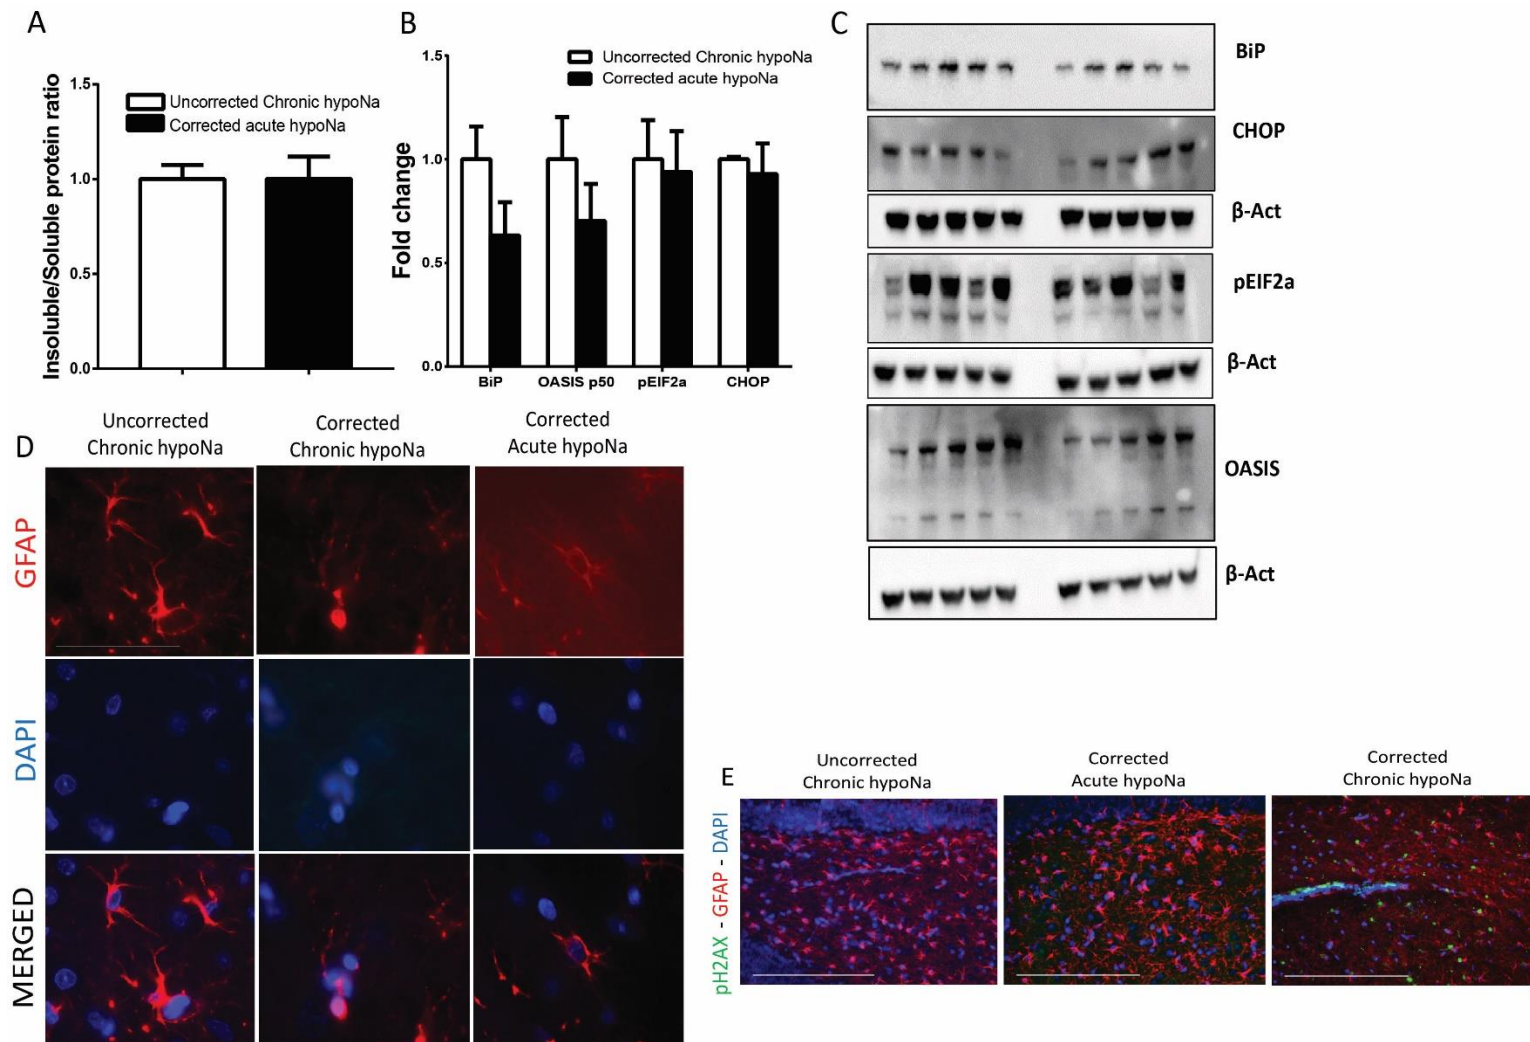 A
Insoluble/Soluble protein ratio
1.5
1.0
0.5
0.0
Uncorrected Chronic hypoNa
Corrected acute hypoNa
B
Fold change
1.5
1.0
0.5
0.0
Uncorrected Chronic hypoNa
Corrected acute hypoNa
BiP
OASIS p50
pEIF2a
CHOP
C
BiP
CHOP
β-Act
pEIF2a
β-Act
OASIS
β-Act
D
Uncorrected
Chronic hypoNa
Corrected
Chronic hypoNa
Corrected
Acute hypoNa
GFAP
DAPI
MERGED
E
Uncorrected
Chronic hypoNa
Corrected
Acute hypoNa
Corrected
Chronic hypoNa
pH2AX - GFAP - DAPI